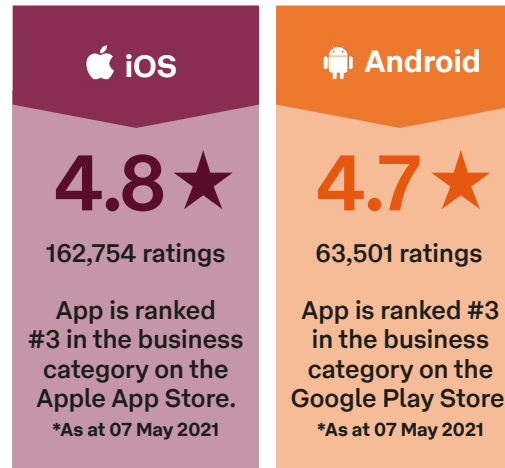 iOS
4.8 ★
162,754 ratings
App is ranked
#3 in the business
category on the
Apple App Store.
*As at 07 May 2021
Android
4.7 ★
63,501 ratings
App is ranked #3
in the business
category on the
Google Play Store
*As at 07 May 2021